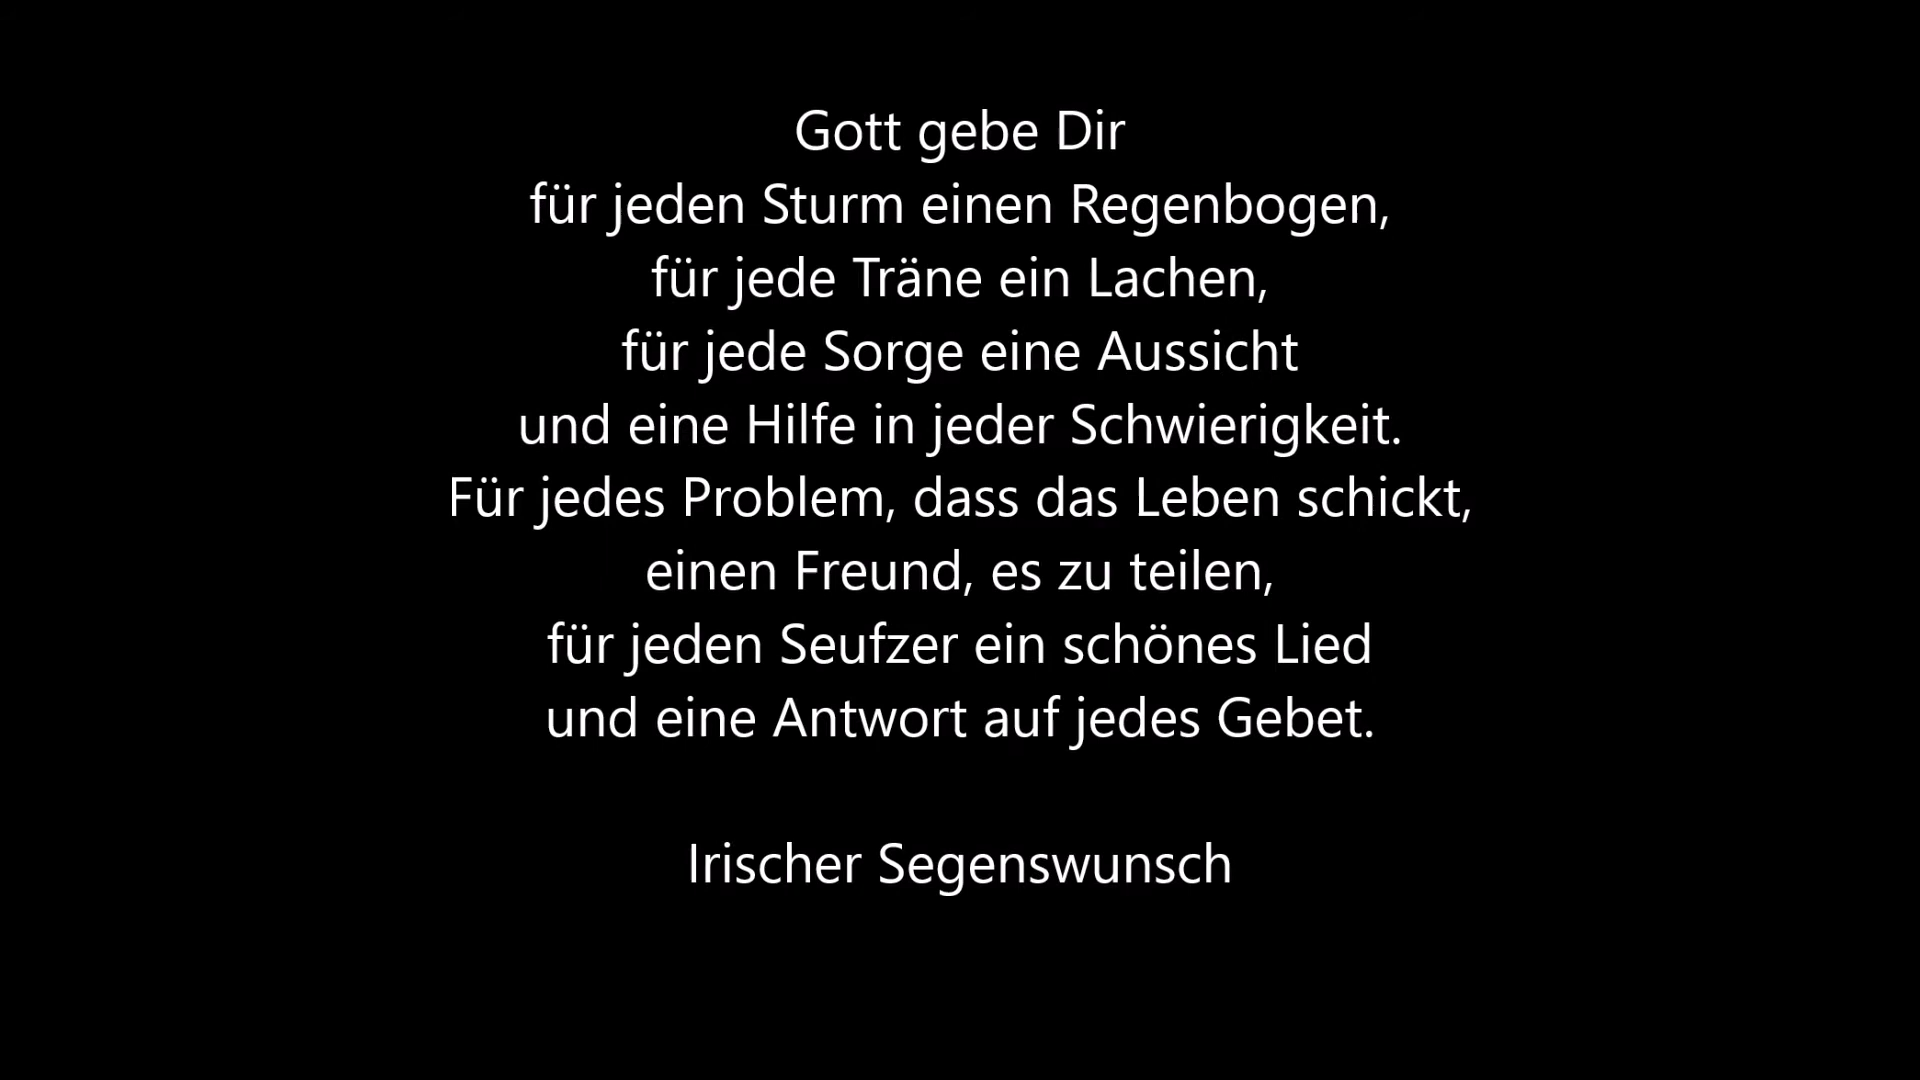 Gott gebe Dir
für jeden Sturm einen Regenbogen,
für jede Träne ein Lachen,
für jede Sorge eine Aussicht
und eine Hilfe in jeder Schwierigkeit.
Für jedes Problem, dass das Leben schickt,
einen Freund, es zu teilen,
für jeden Seufzer ein schönes Lied
und eine Antwort auf jedes Gebet.
Irischer Segenswunsch